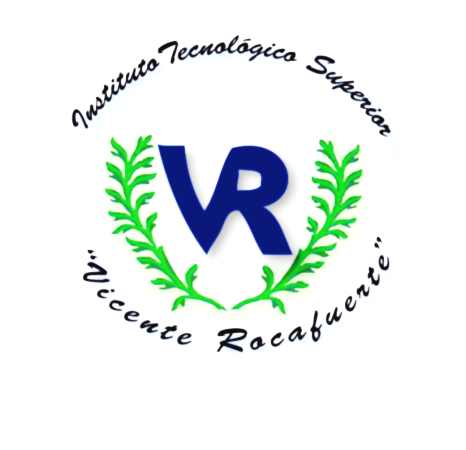 Instituto Tecnológico Superior
VR
"Vicente Rocafuerte"